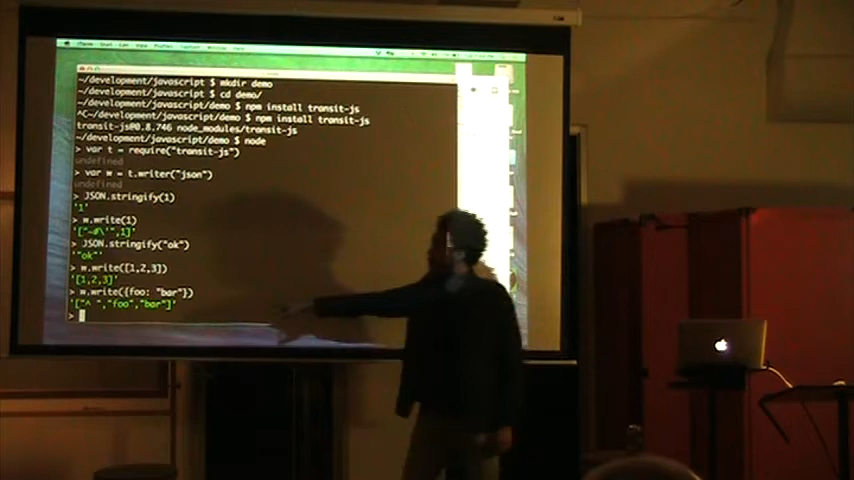 ~/development/javascript $ mkdir demo
~/development/javascript $ cd demo/
~/development/javascript/demo $ npm install transit-js
^C~/development/javascript/demo $ npm install transit-js
transit-js@0.8.746 node_modules/transit-js
~/development/javascript/demo $ node
> var t = require("transit-js")
undefined
> var w = t.writer("json")
undefined
> JSON.stringify(1)
'1'
> w.write(1)
'["~#\'",1]'
> JSON.stringify("ok")
'"ok"'
> w.write([1,2,3])
'[1,2,3]'
> w.write({foo: "bar"})
'["^ ","foo","bar"]'
>